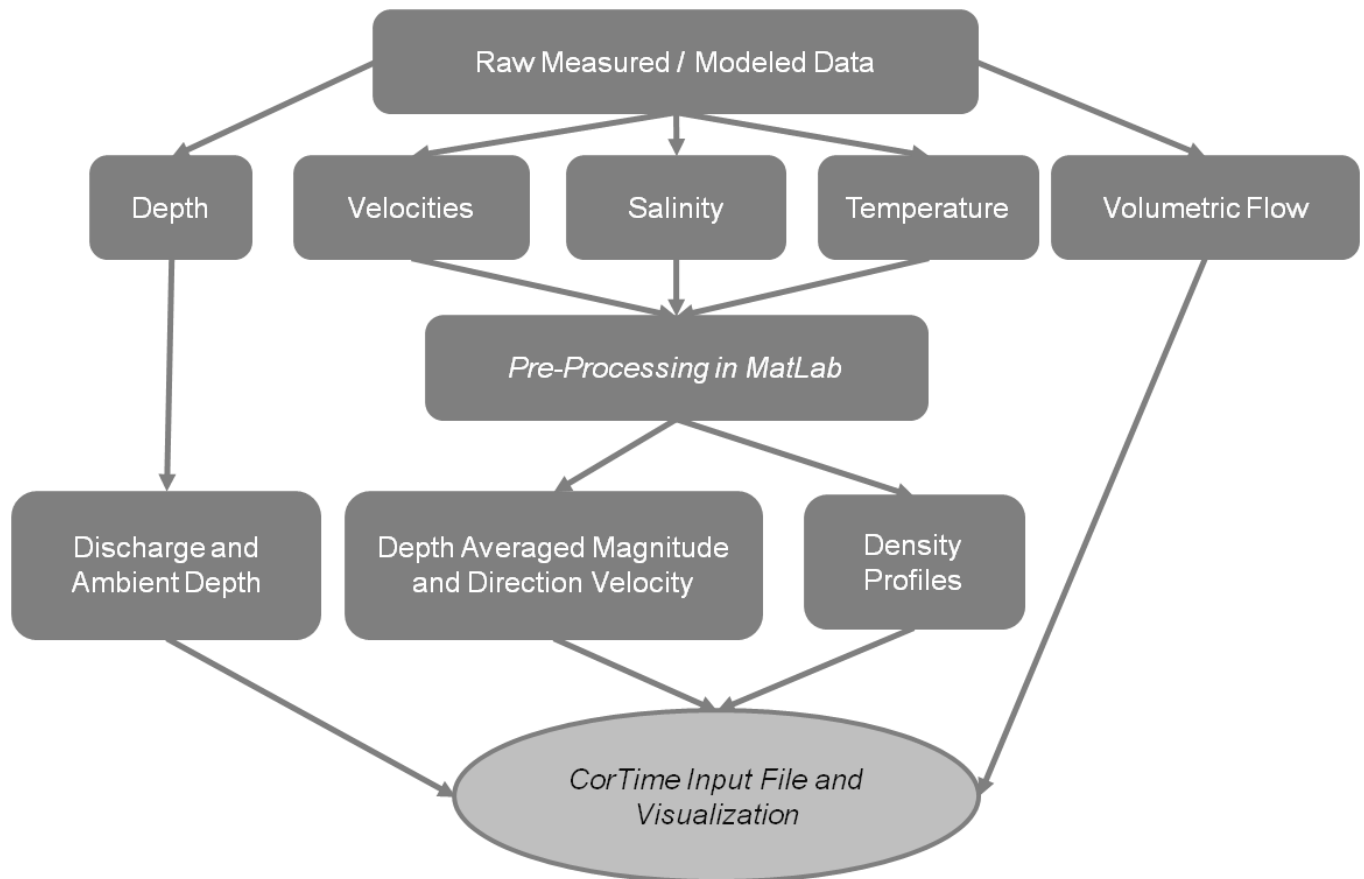 Raw Measured / Modeled Data
Depth
Velocities
Salinity
Temperature
Volumetric Flow
Pre-Processing in MatLab
Discharge and
Ambient Depth
Depth Averaged Magnitude
and Direction Velocity
Density
Profiles
CorTime Input File and
Visualization